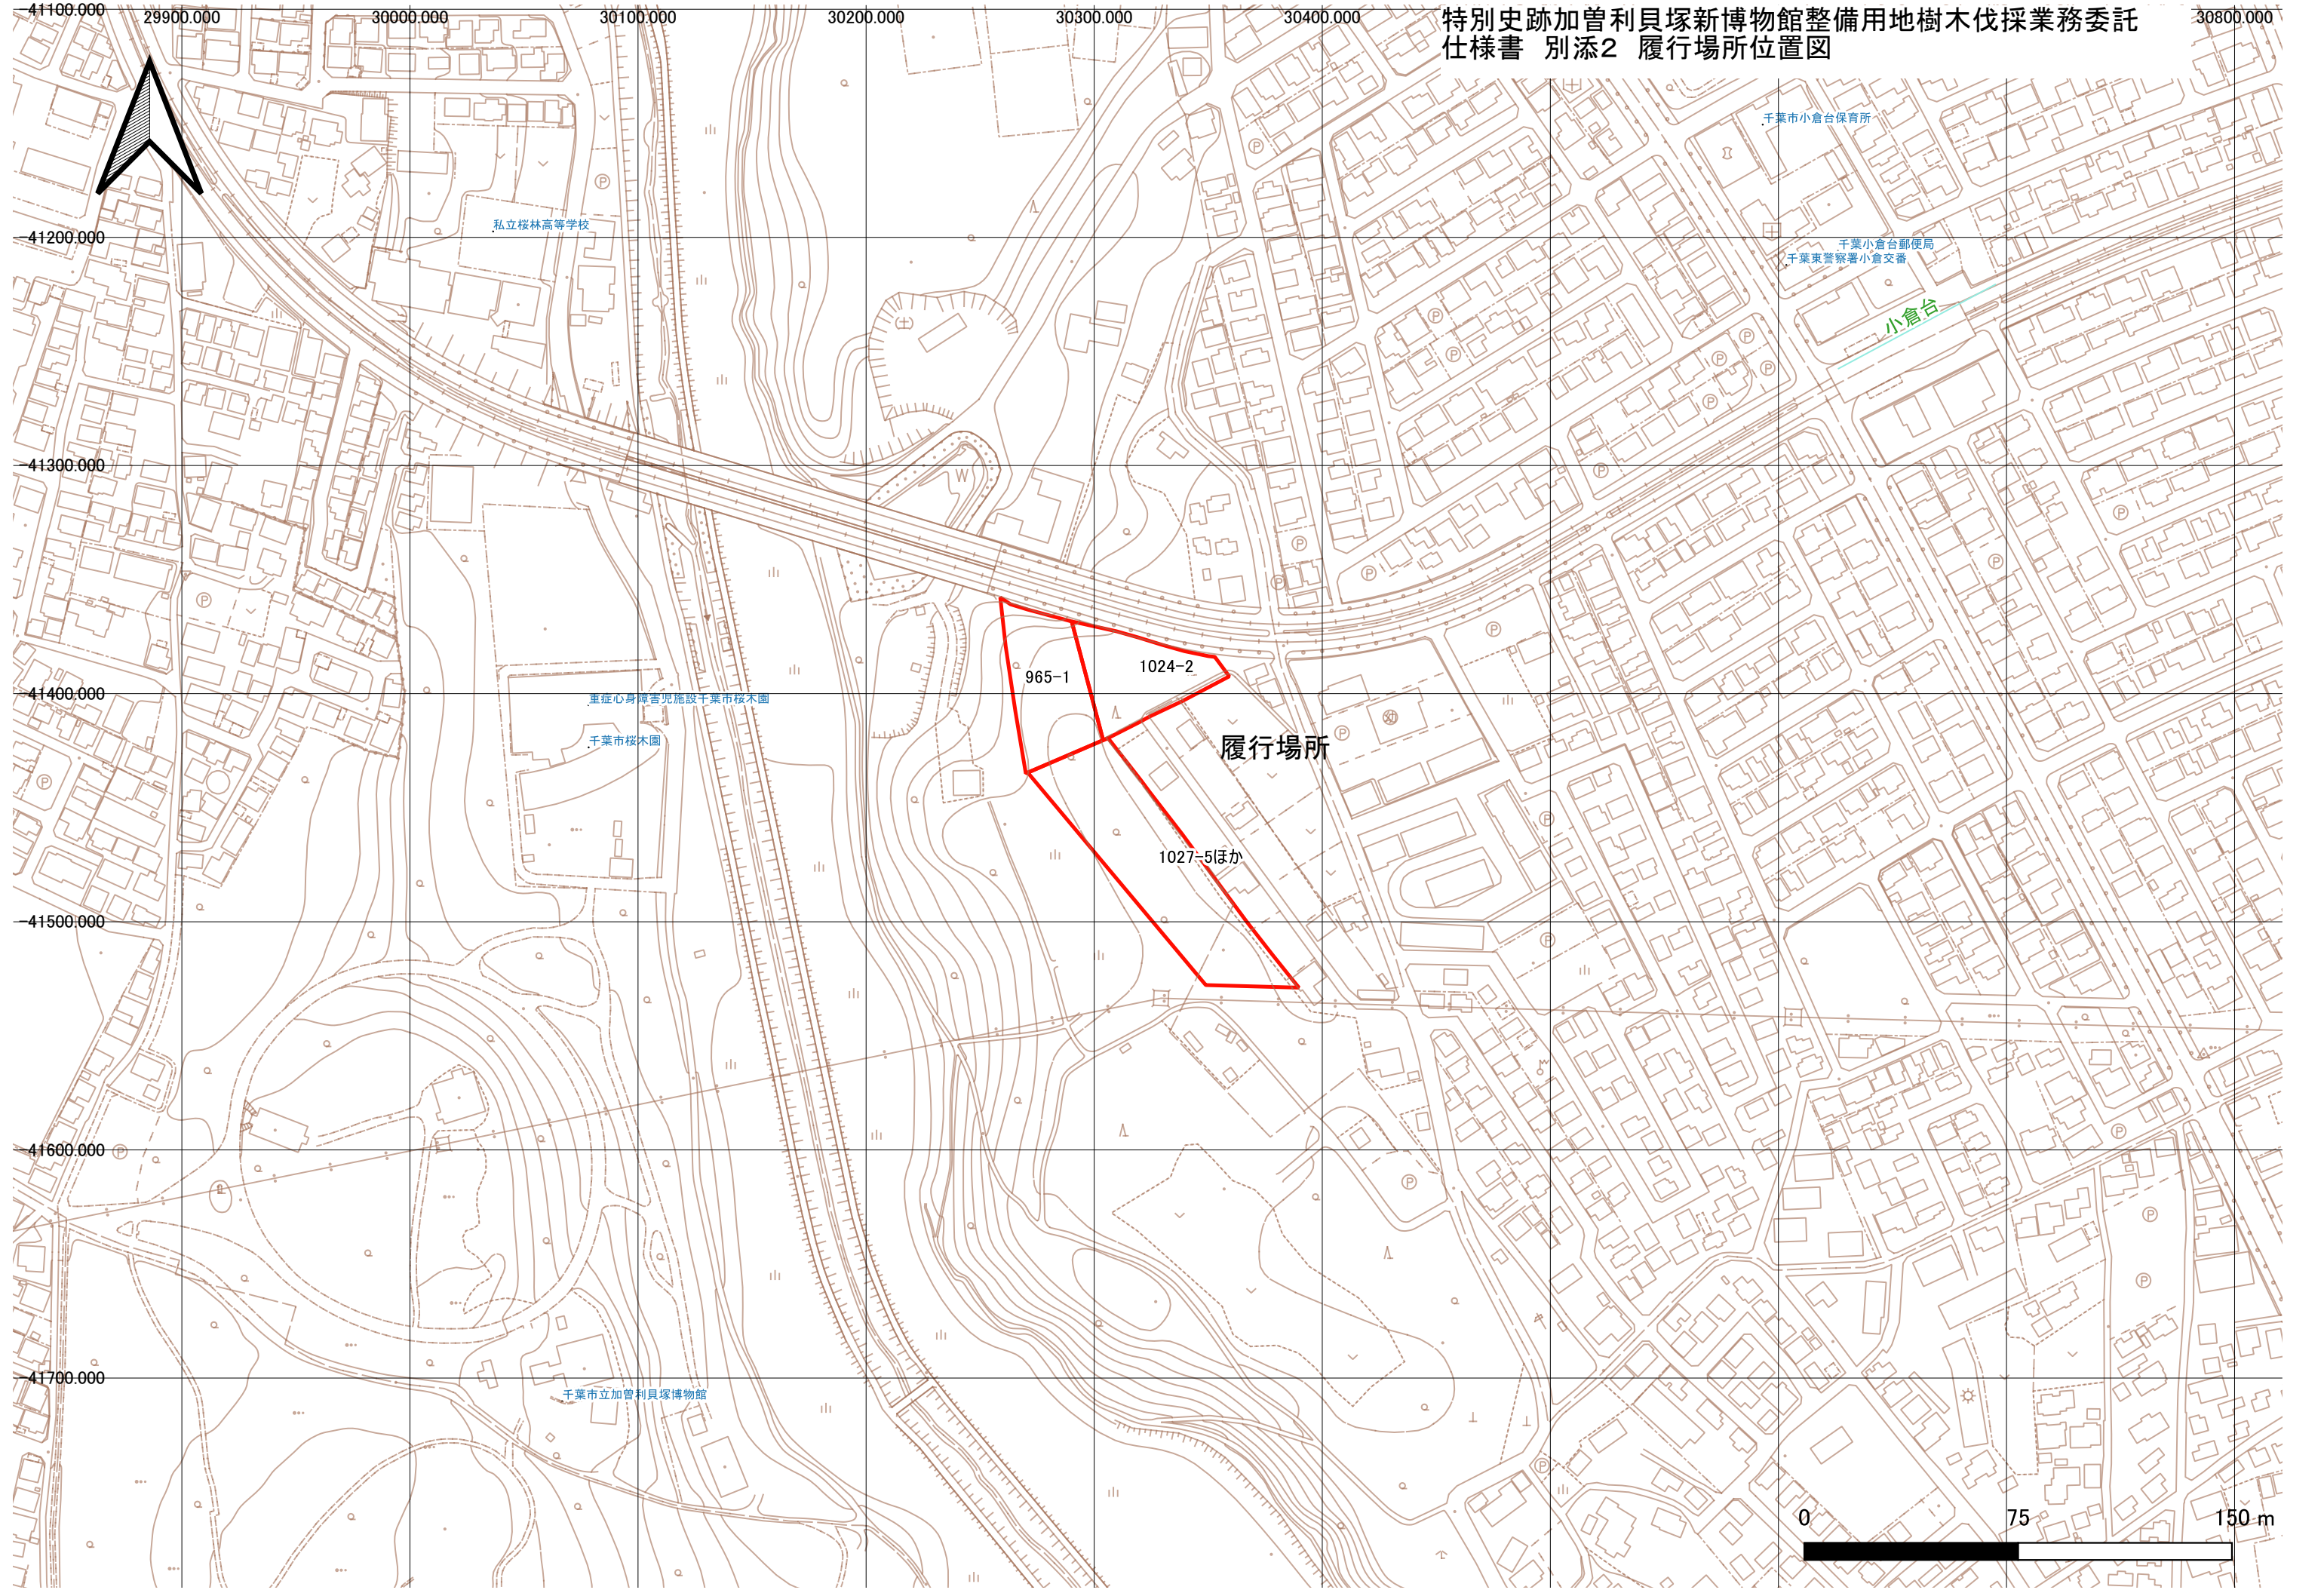 特別史跡加曽利貝塚新博物館整備用地樹木伐採業務委託
仕様書 別添2 履行場所位置図
-41100.000
29900.000
30000.000
30100.000
30200.000
30300.000
30400.000
30800.000
千葉市小倉台保育所
私立桜林高等学校
-41200.000
千葉小倉台郵便局
千葉東警察署小倉交番
小倉台
-41300.000
W
965-1
1024-2
-41400.000
重症心身障害児施設千葉市桜木園
千葉市桜木園
履行場所
1027-5ほか
-41500.000
-41600.000
-41700.000
千葉市立加曽利貝塚博物館
0
75
150 m